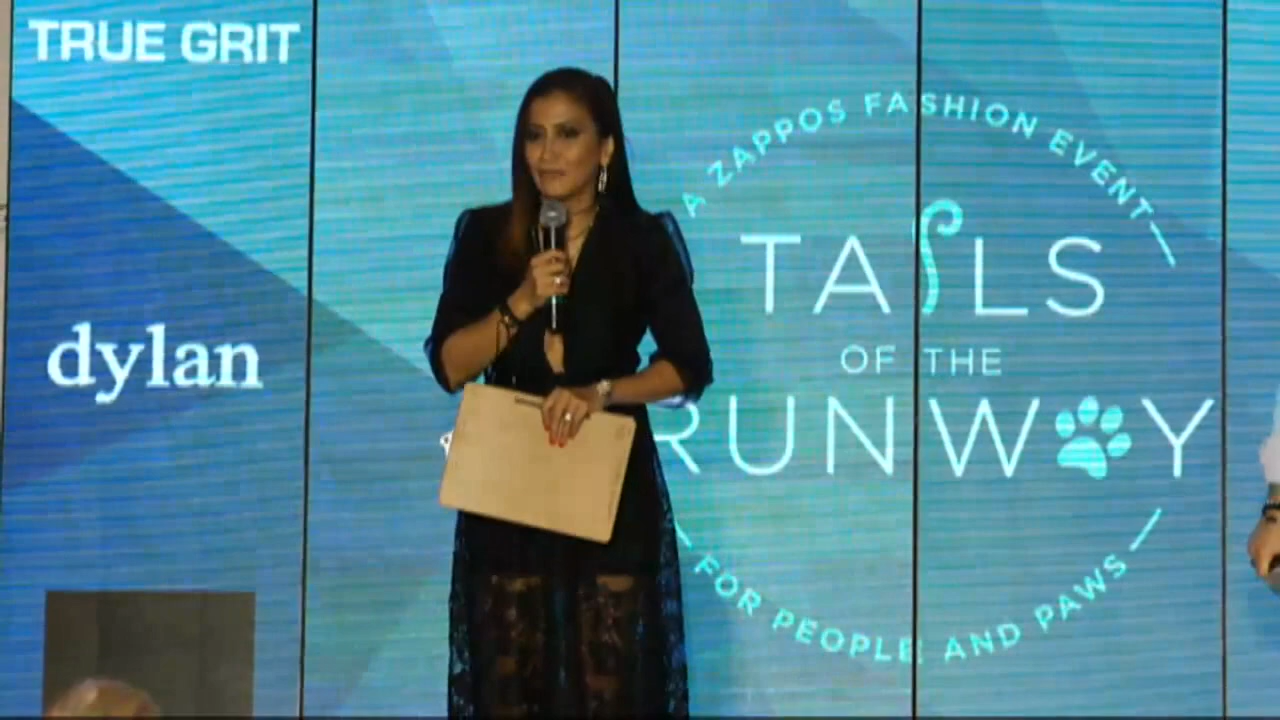 TRUE GRIT
dylan
A ZAPPOS FASHION EVENT
TAILS
OF THE
RUNWAY
FOR PEOPLE AND PAWS